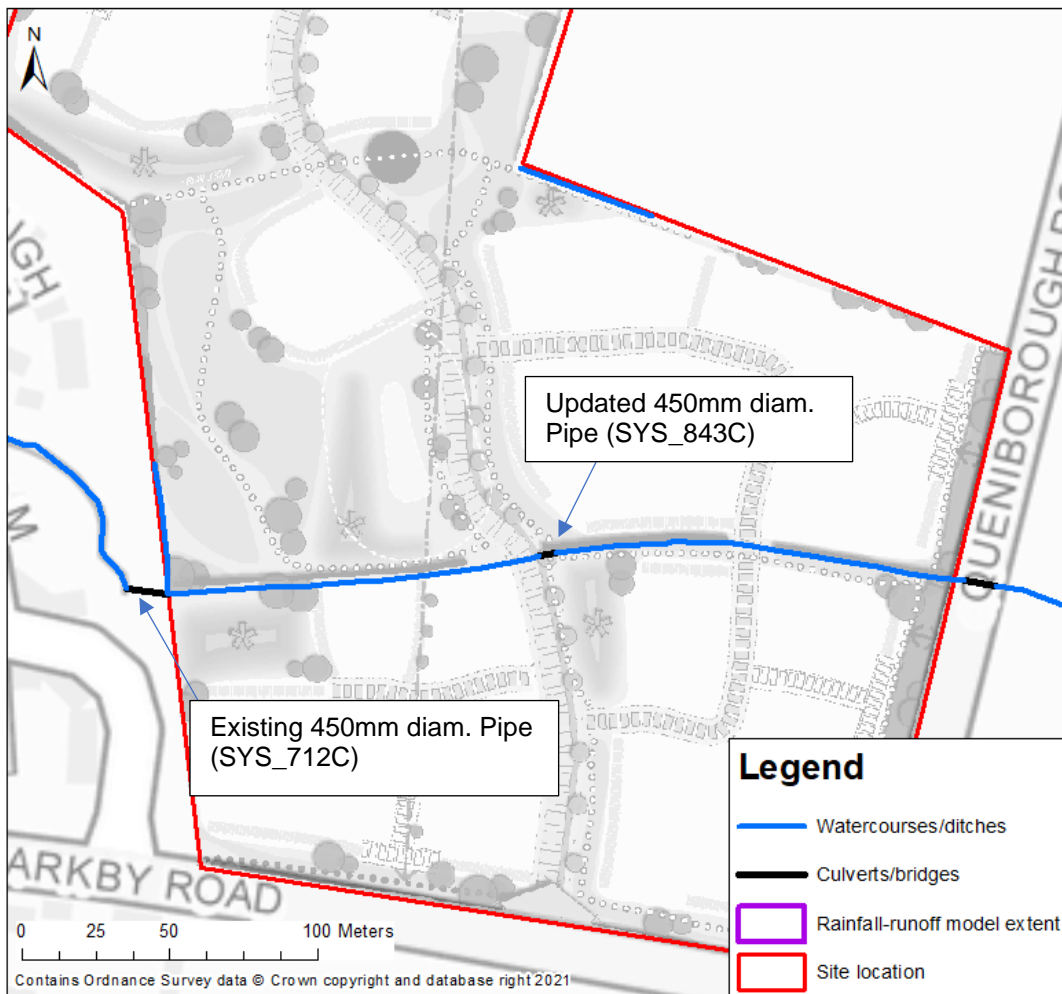 N
UGH
M
QUENIBOROUGH RO
Updated 450mm diam.
Pipe (SYS_843C)
Existing 450mm diam. Pipe
(SYS_712C)
ARKBY ROAD
0 25 50 100 Meters
Contains Ordnance Survey data © Crown copyright and database right 2021
Legend
Watercourses/ditches
Culverts/bridges
Rainfall-runoff model extent
Site location